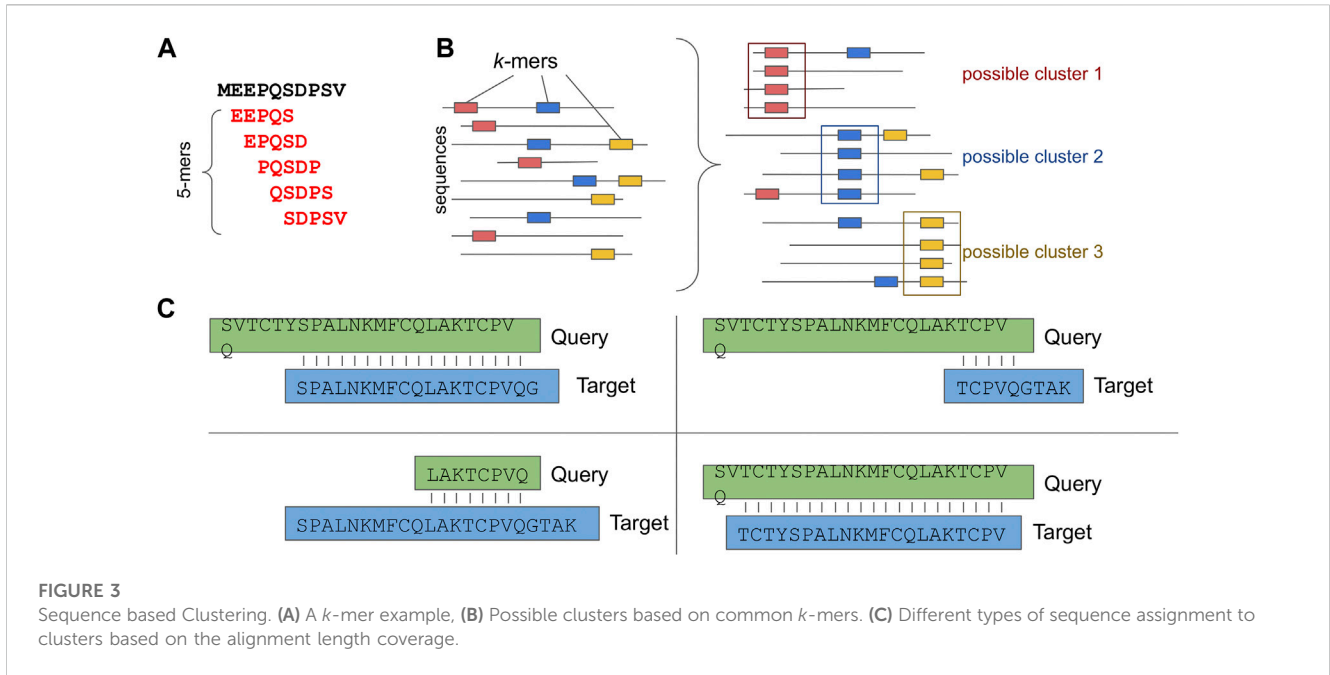 A
MEEPQSDPSV
EEPQS
EPQSD
PQSDP
QSDPS
SDPSV
5-mers
B
k-mers
sequences
possible cluster 1
possible cluster 2
possible cluster 3
C
SVTCTYSPALNKMFCQLAKTCPV
Q
Query
SPALNKMFCQLAKTCPVQG
Target
SVTCTYSPALNKMFCQLAKTCPV
Q
Query
TCPVQGTAK
Target
LAKTCPVQ
Query
SPALNKMFCQLAKTCPVQGTAK
Target
SVTCTYSPALNKMFCQLAKTCPV
Q
Query
TCTYSPALNKMFCQLAKTCPV
Target
FIGURE 3
Sequence based Clustering. (A) A k-mer example, (B) Possible clusters based on common k-mers. (C) Different types of sequence assignment to
clusters based on the alignment length coverage.